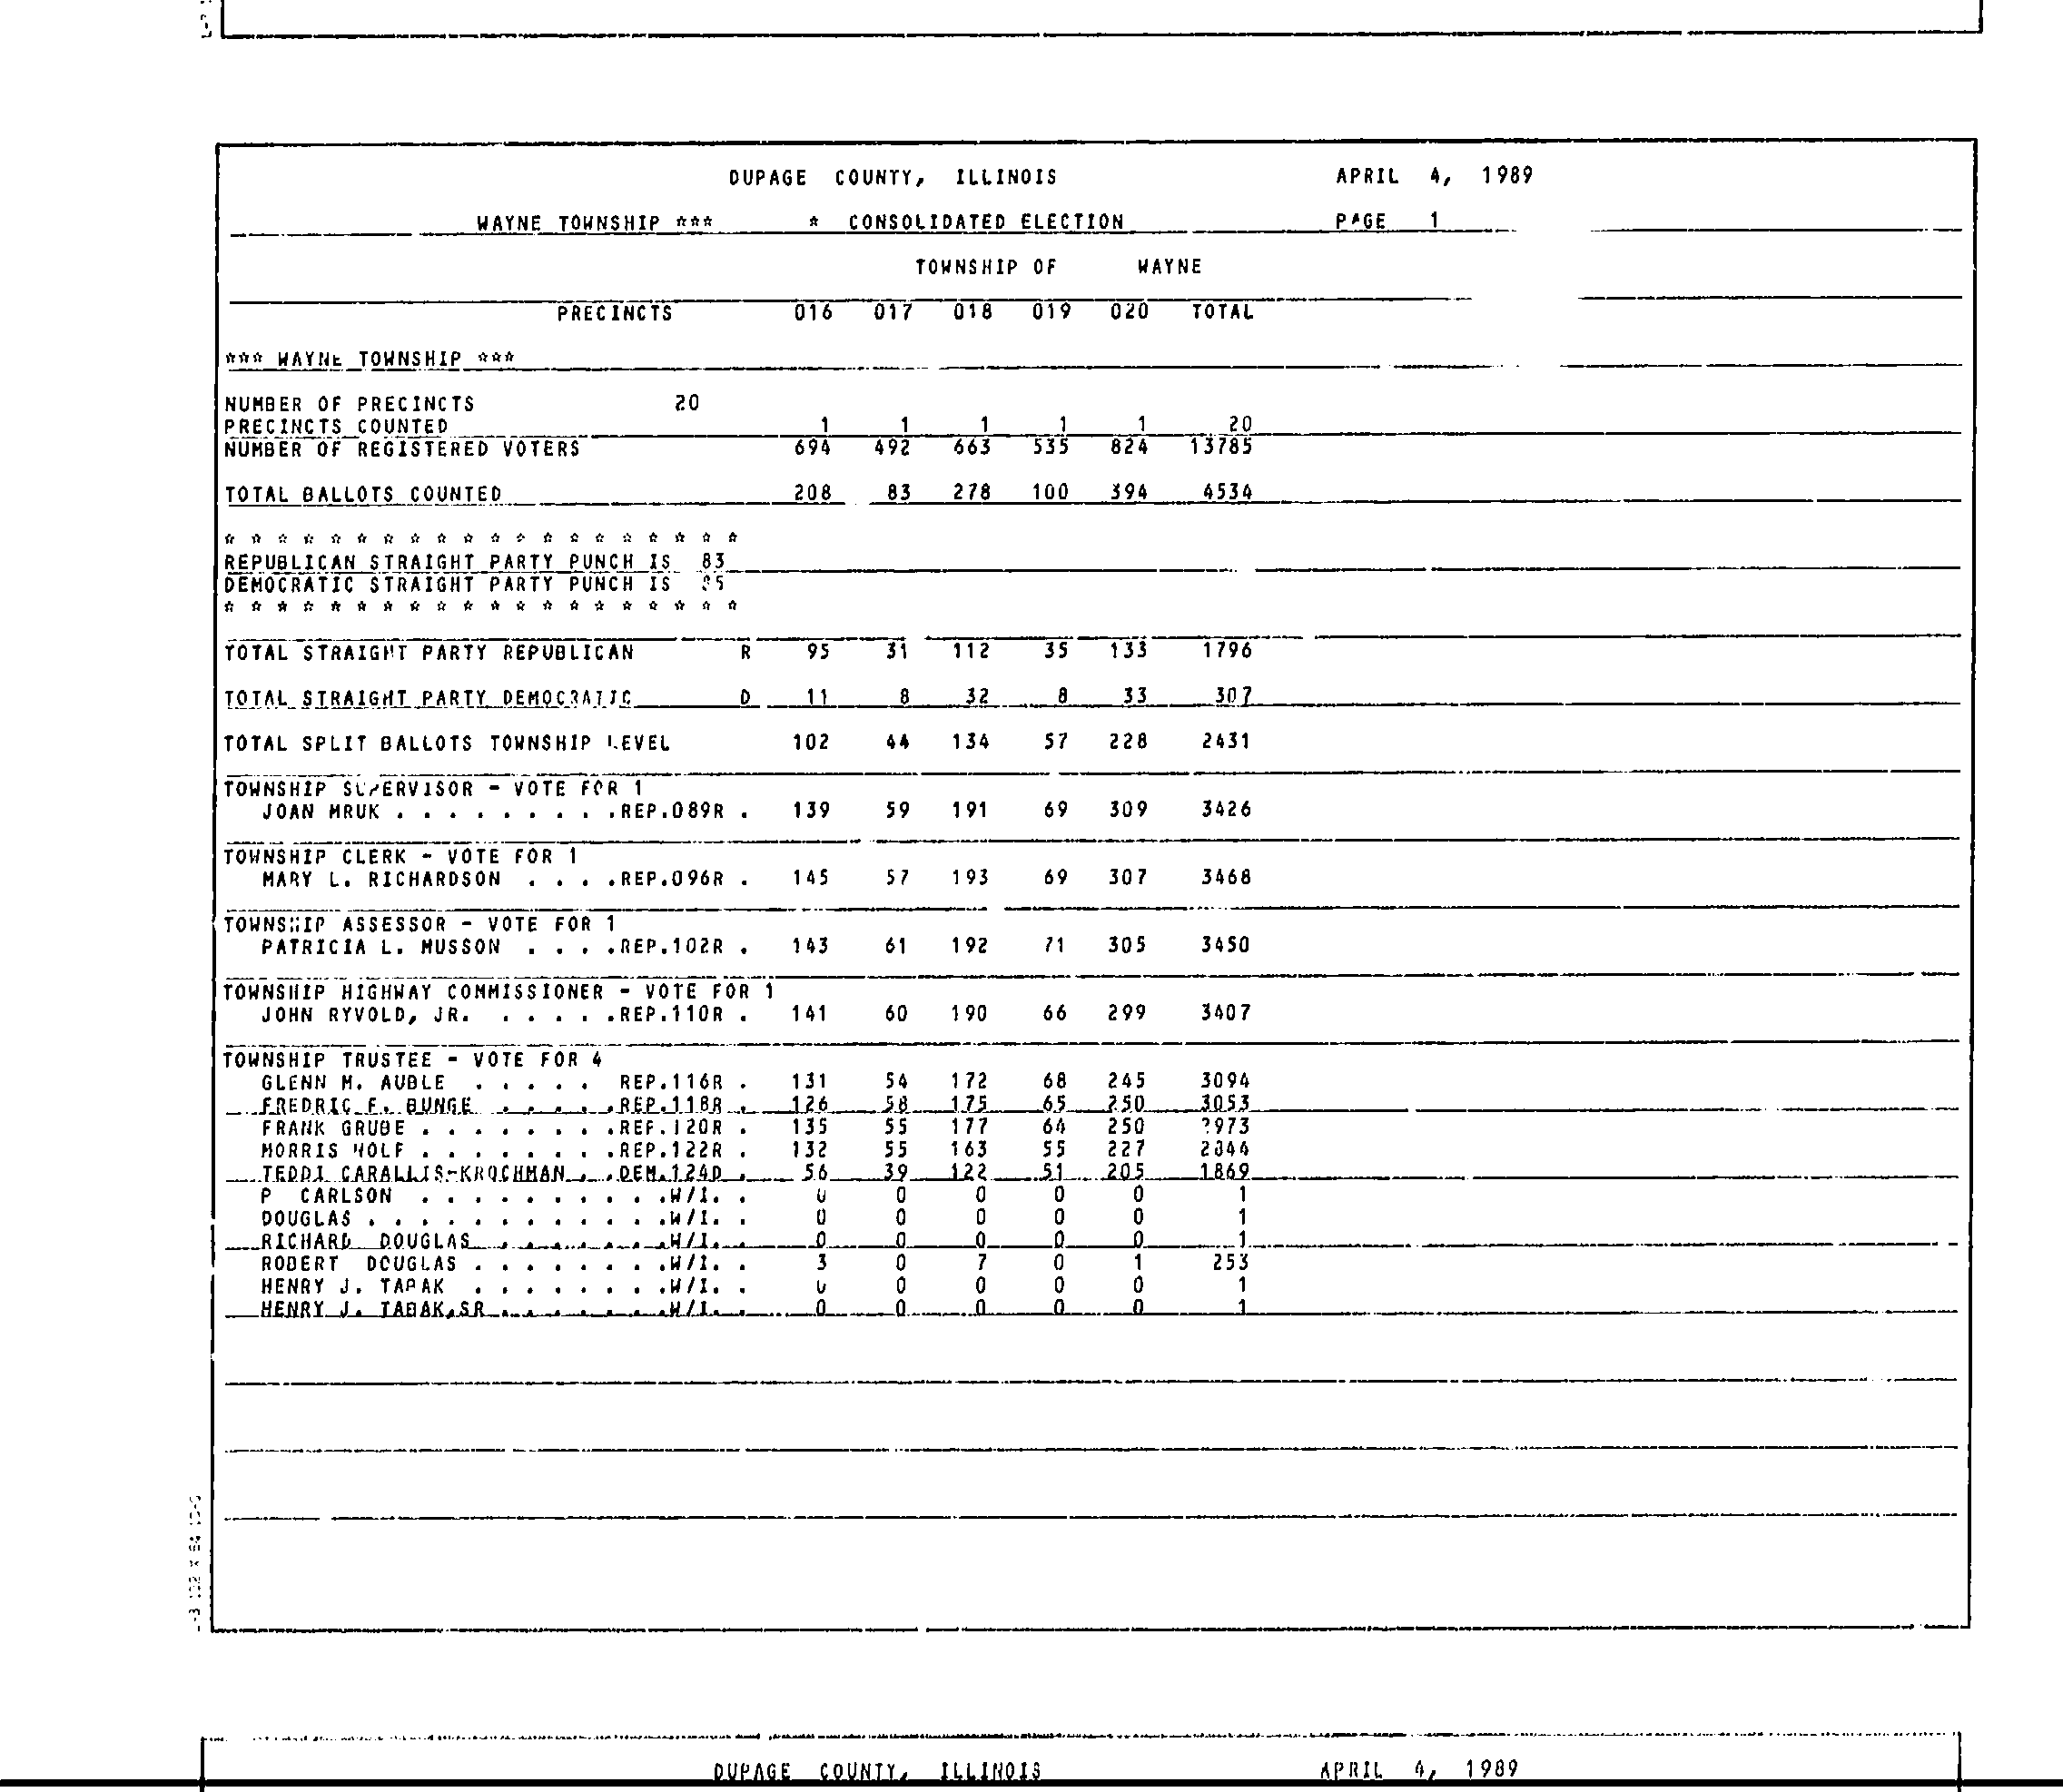 DUPAGE COUNTY, ILLINOIS APRIL 4, 1989
WAYNE TOWNSHIP *** * CONSOLIDATED ELECTION PAGE 1
TOWNSHIP OF WAYNE
PRECINCTS 016 017 018 019 020 TOTAL
*** WAYNE TOWNSHIP ***
NUMBER OF PRECINCTS 20
PRECINCTS COUNTED 1 1 1 1 1 20
NUMBER OF REGISTERED VOTERS 694 492 663 535 824 13785
TOTAL BALLOTS COUNTED 208 83 278 100 394 4534
* * * * * * * * * * * * * * * * * * * *
REPUBLICAN STRAIGHT PARTY PUNCH IS 83
DEMOCRATIC STRAIGHT PARTY PUNCH IS
* * * * * * * * * * * * * * * * * * * *
TOTAL STRAIGHT PARTY REPUBLICAN R 95 31 112 35 133 1796
TOTAL STRAIGHT PARTY DEMOCRATIC D 11 8 32 8 33 307
TOTAL SPLIT BALLOTS TOWNSHIP LEVEL 102 44 134 57 228 2431
TOWNSHIP SUPERVISOR - VOTE FOR 1
JOAN MRUK . . . . . . . . .REP.089R . 139 59 191 69 309 3426
TOWNSHIP CLERK - VOTE FOR 1
MARY L. RICHARDSON . . . .REP.096R . 145 57 193 69 307 3468
TOWNSHIP ASSESSOR - VOTE FOR 1
PATRICIA L. MUSSON . . . .REP.102R . 143 61 192 71 305 3450
TOWNSHIP HIGHWAY COMMISSIONER - VOTE FOR 1
JOHN RYVOLD, JR. . . . . .REP.110R . 141 60 190 66 299 3407
TOWNSHIP TRUSTEE - VOTE FOR 4
GLENN M. AUBLE . . . . . REP.116R . 131 54 172 68 245 3094
FREDRIC F. BUNGE . . . . .REP.118R . 126 58 175 65 250 3053
FRANK GRUBE . . . . . . . .REP.120R . 135 55 177 64 250 2973
MORRIS WOLF . . . . . . . .REP.122R . 132 55 163 55 227 2844
TEDDI CARALLIS-KROCHMAN . .DEM.124D . 56 39 122 51 205 1869
P CARLSON . . . . . . . . . .W/I. . 0 0 0 0 0 1
DOUGLAS . . . . . . . . . . . .W/I. . 0 0 0 0 0 1
RICHARD DOUGLAS . . . . . . .W/I. . 0 0 0 0 0 1
ROBERT DOUGLAS . . . . . . . .W/I. . 3 0 7 0 1 253
HENRY J. TABAK . . . . . . . .W/I. . 0 0 0 0 0 1
HENRY J. TABAK,SR . . . . . . .W/I. . 0 0 0 0 0 1
DUPAGE COUNTY, ILLINOIS APRIL 4, 1989